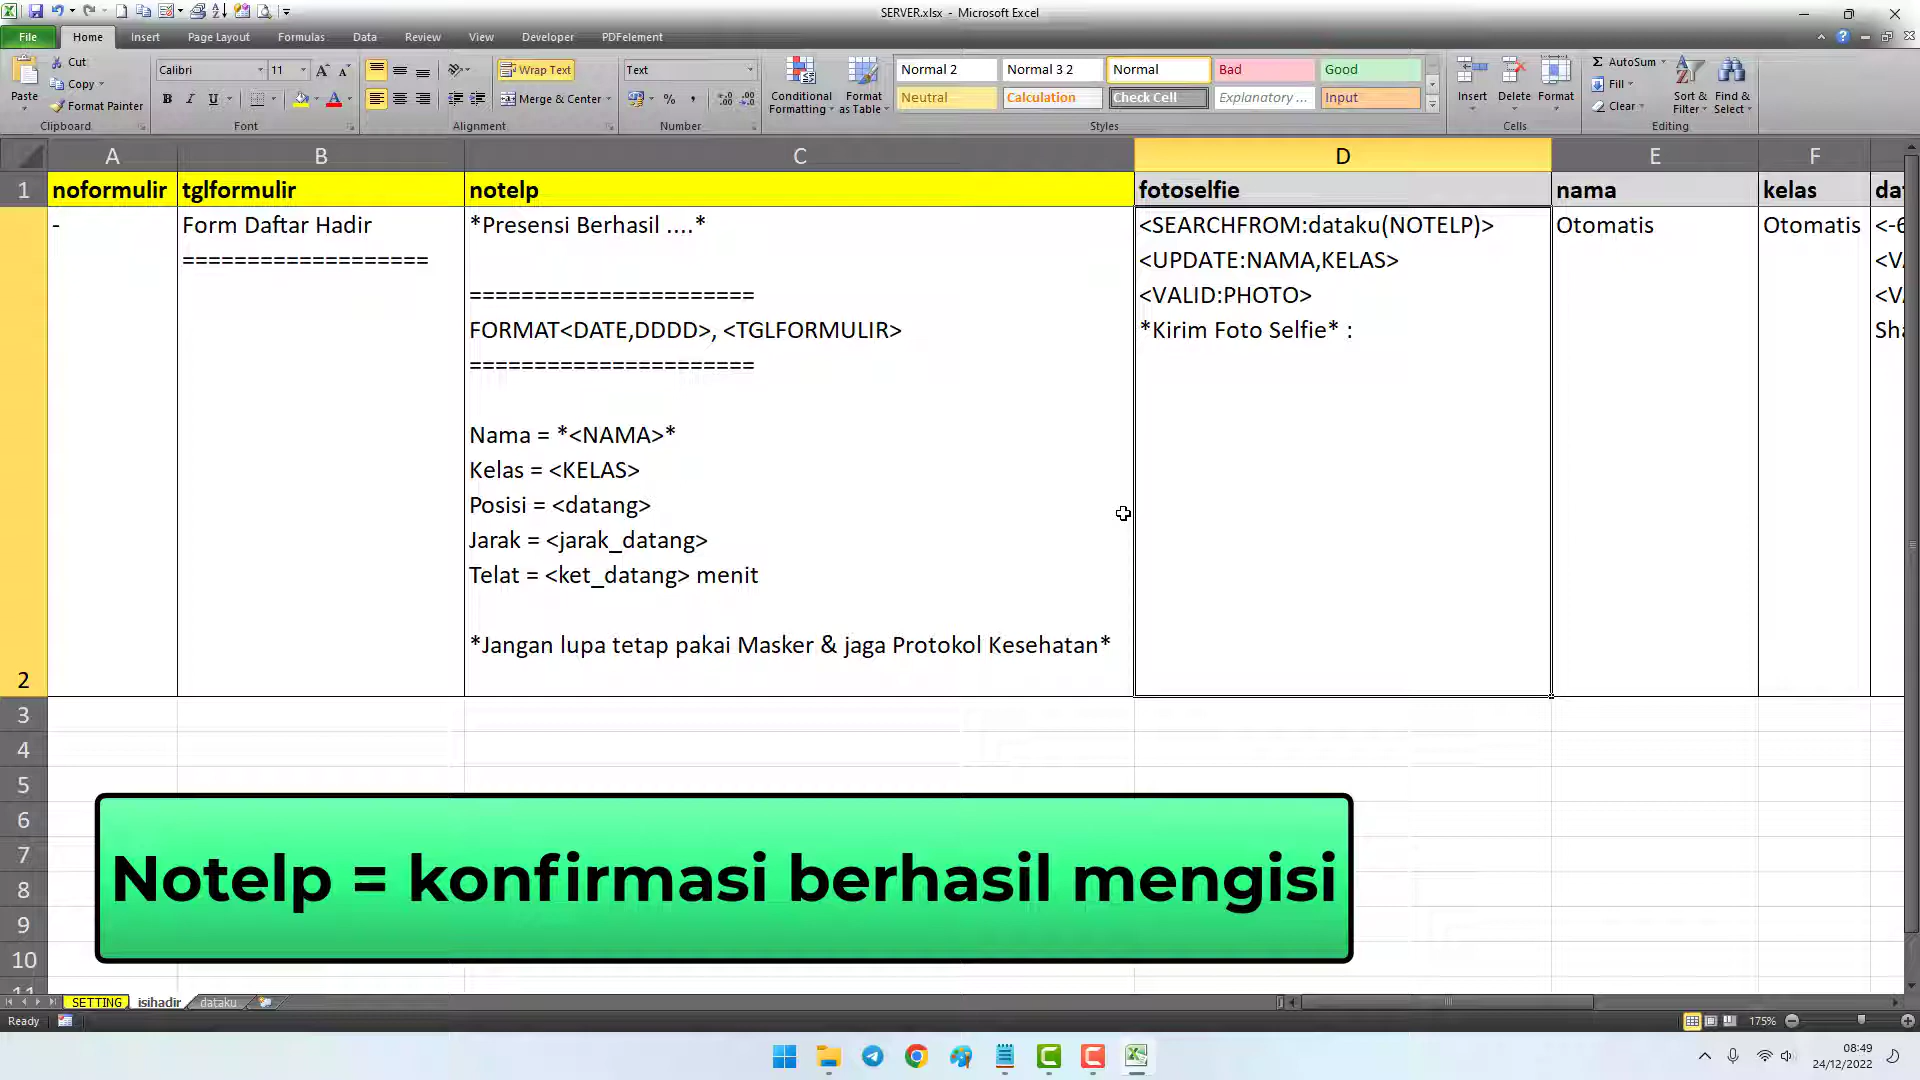 SERVER.xlsx - Microsoft Excel
File Home Insert Page Layout Formulas Data Review View Developer PDFelement
Cut
Copy
Format Painter
Paste
Clipboard
Calibri 11
B I U
Font
Wrap Text
Merge & Center
Alignment
Text
Number
Conditional Formatting
Format as Table
Normal 2 Normal 3 2 Normal Bad Good
Neutral Calculation Check Cell Explanatory ... Input
Styles
Insert Delete Format
Cells
AutoSum
Fill
Clear
Sort & Filter
Find & Select
Editing
A B C D E F
1 noformulir tglformulir notelp fotoselfie nama kelas dat
- Form Daftar Hadir *Presensi Berhasil ....* <SEARCHFROM:dataku(NOTELP)> Otomatis Otomatis <-6
=================== <UPDATE:NAMA,KELAS> <VA
====================== <VALID:PHOTO> <VA
FORMAT<DATE,DDDD>, <TGLFORMULIR> *Kirim Foto Selfie* : Sha
======================
Nama = *<NAMA>*
Kelas = <KELAS>
Posisi = <datang>
Jarak = <jarak_datang>
Telat = <ket_datang> menit
*Jangan lupa tetap pakai Masker & jaga Protokol Kesehatan*
2
3
4
5
6
7
8
9
10
11
Notelp = konfirmasi berhasil mengisi
SETTING isihadir dataku
Ready 175%
08:49
24/12/2022